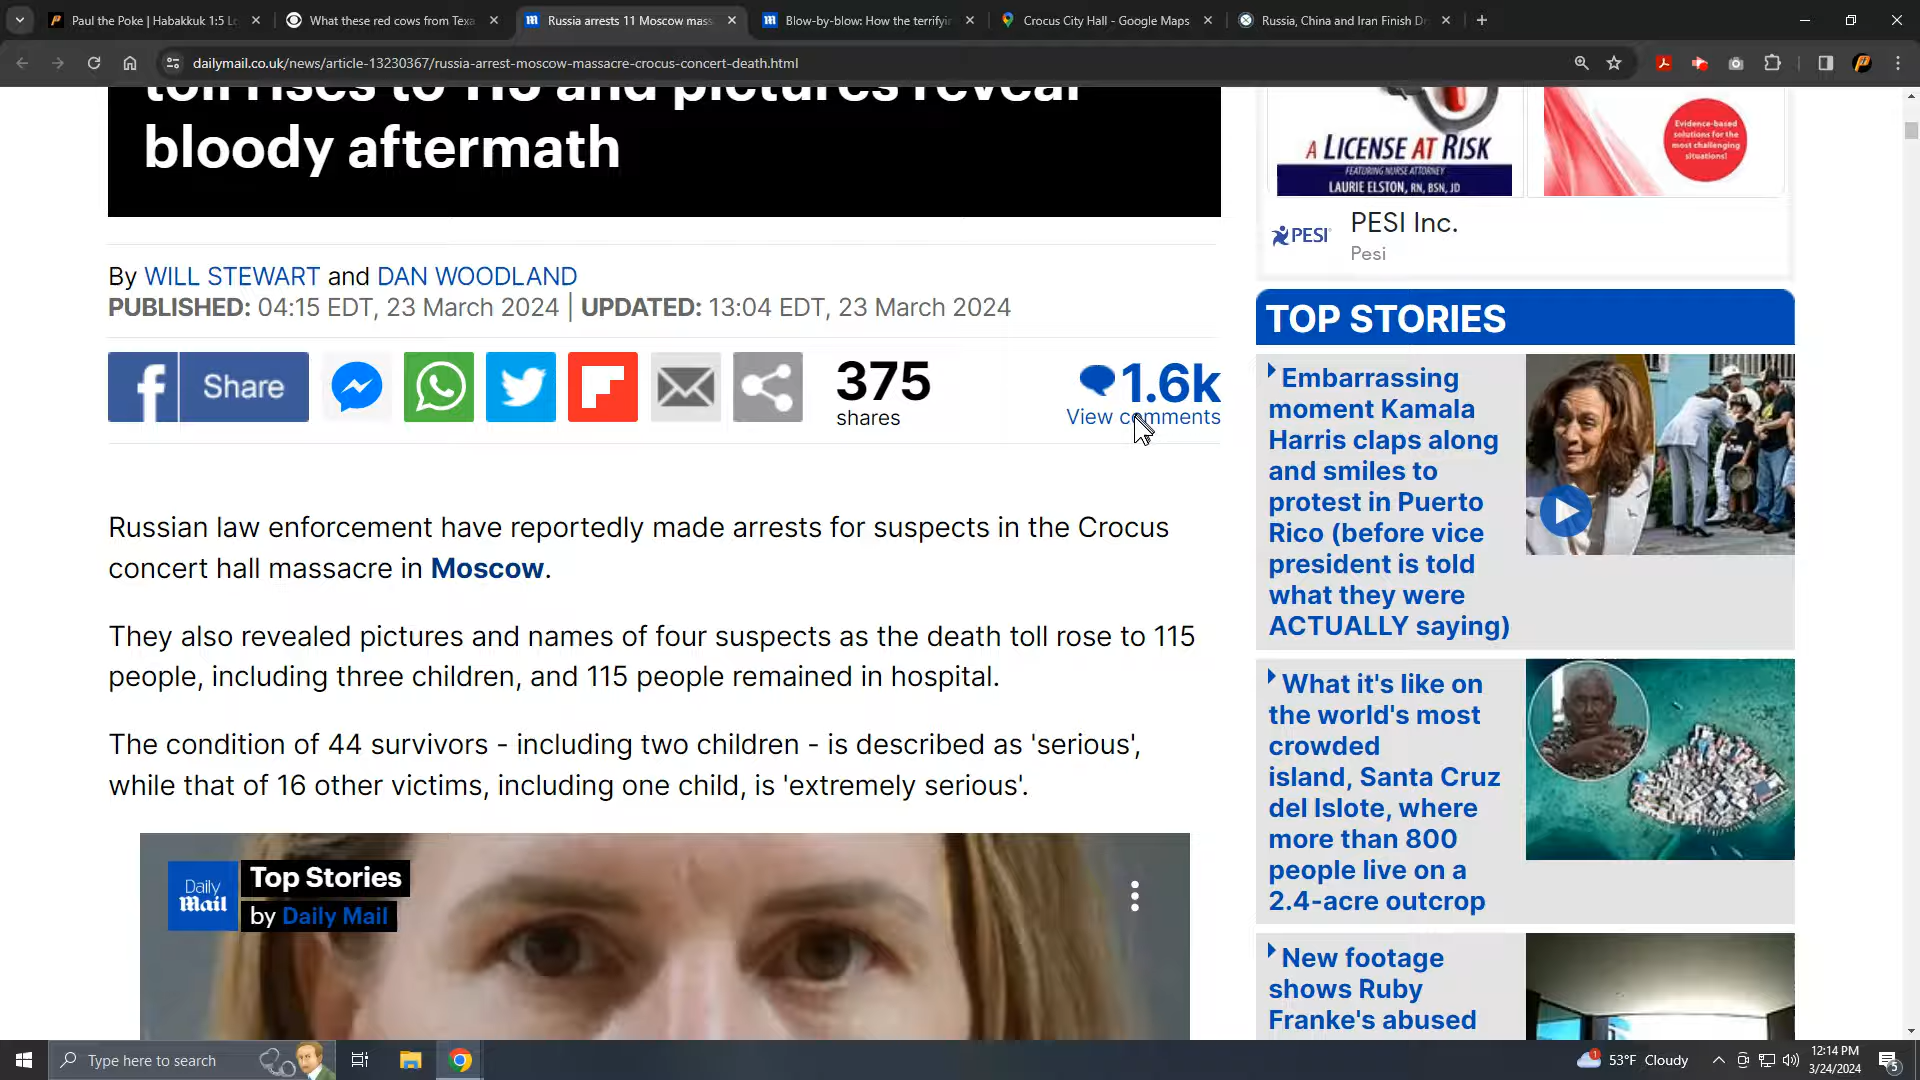 Paul the Poke | Habakkuk 1:5 Lo
What these red cows from Texa
Russia arrests 11 Moscow mass
Blow-by-blow: How the terrifyin
Crocus City Hall - Google Maps
Russia, China and Iran Finish Dr
dailymail.co.uk/news/article-13230367/russia-arrest-moscow-massacre-crocus-concert-death.html
bloody aftermath
By WILL STEWART and DAN WOODLAND
PUBLISHED: 04:15 EDT, 23 March 2024 | UPDATED: 13:04 EDT, 23 March 2024
Share
375
shares
1.6k
View comments
Russian law enforcement have reportedly made arrests for suspects in the Crocus
concert hall massacre in Moscow.
They also revealed pictures and names of four suspects as the death toll rose to 115
people, including three children, and 115 people remained in hospital.
The condition of 44 survivors - including two children - is described as 'serious',
while that of 16 other victims, including one child, is 'extremely serious'.
Daily
Mail
Top Stories
by Daily Mail
A LICENSE AT RISK
FEATURING NURSE ATTORNEY
LAURIE ELSTON, RN, BSN, JD
Evidence-based
solutions for the
most challenging
situations!
PESI
PESI Inc.
Pesi
TOP STORIES
Embarrassing
moment Kamala
Harris claps along
and smiles to
protest in Puerto
Rico (before vice
president is told
what they were
ACTUALLY saying)
What it's like on
the world's most
crowded
island, Santa Cruz
del Islote, where
more than 800
people live on a
2.4-acre outcrop
New footage
shows Ruby
Franke's abused
Type here to search
1
53°F Cloudy
12:14 PM
3/24/2024
5